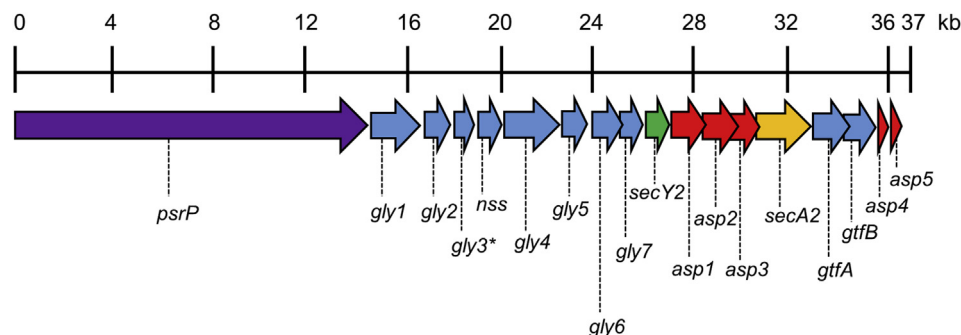 0 4 8 12 16 20 24 28 32 36 37 kb
psrP
gly1
gly2
gly3*
nss
gly4
gly5
gly6
gly7
secY2
asp1
asp2
asp3
secA2
gtfA
gtfB
asp4
asp5